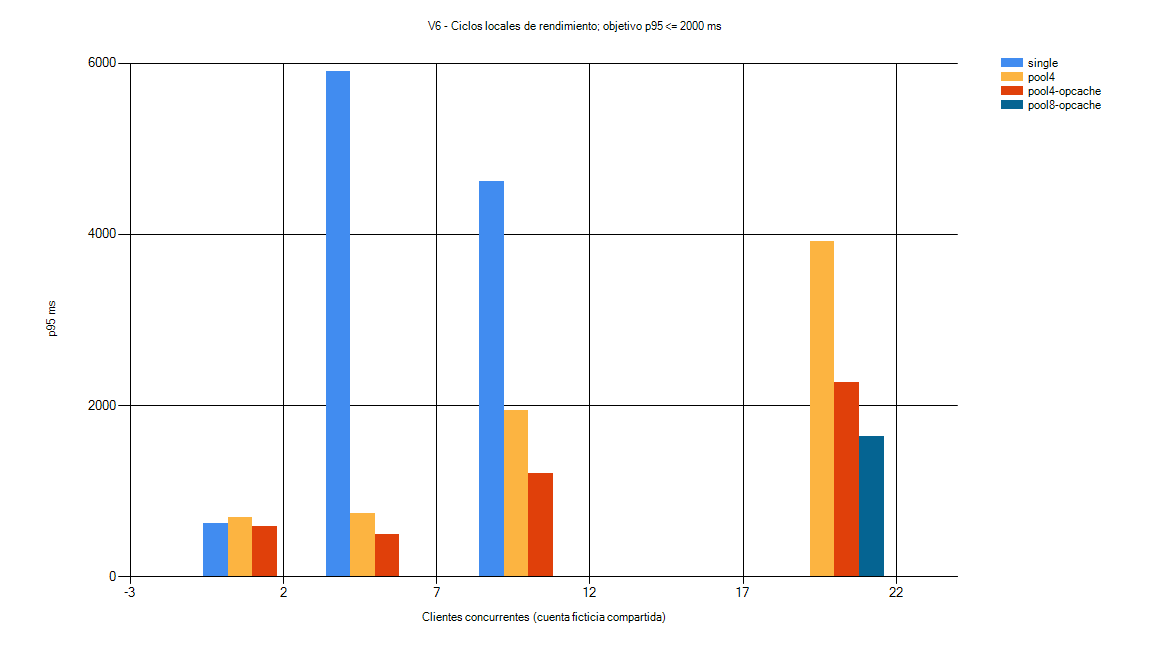 V6 - Ciclos locales de rendimiento; objetivo p95 <= 2000 ms
single
pool4
pool4-opcache
pool8-opcache
6000
4000
2000
0
p95 ms
-3 2 7 12 17 22
Clientes concurrentes (cuenta ficticia compartida)